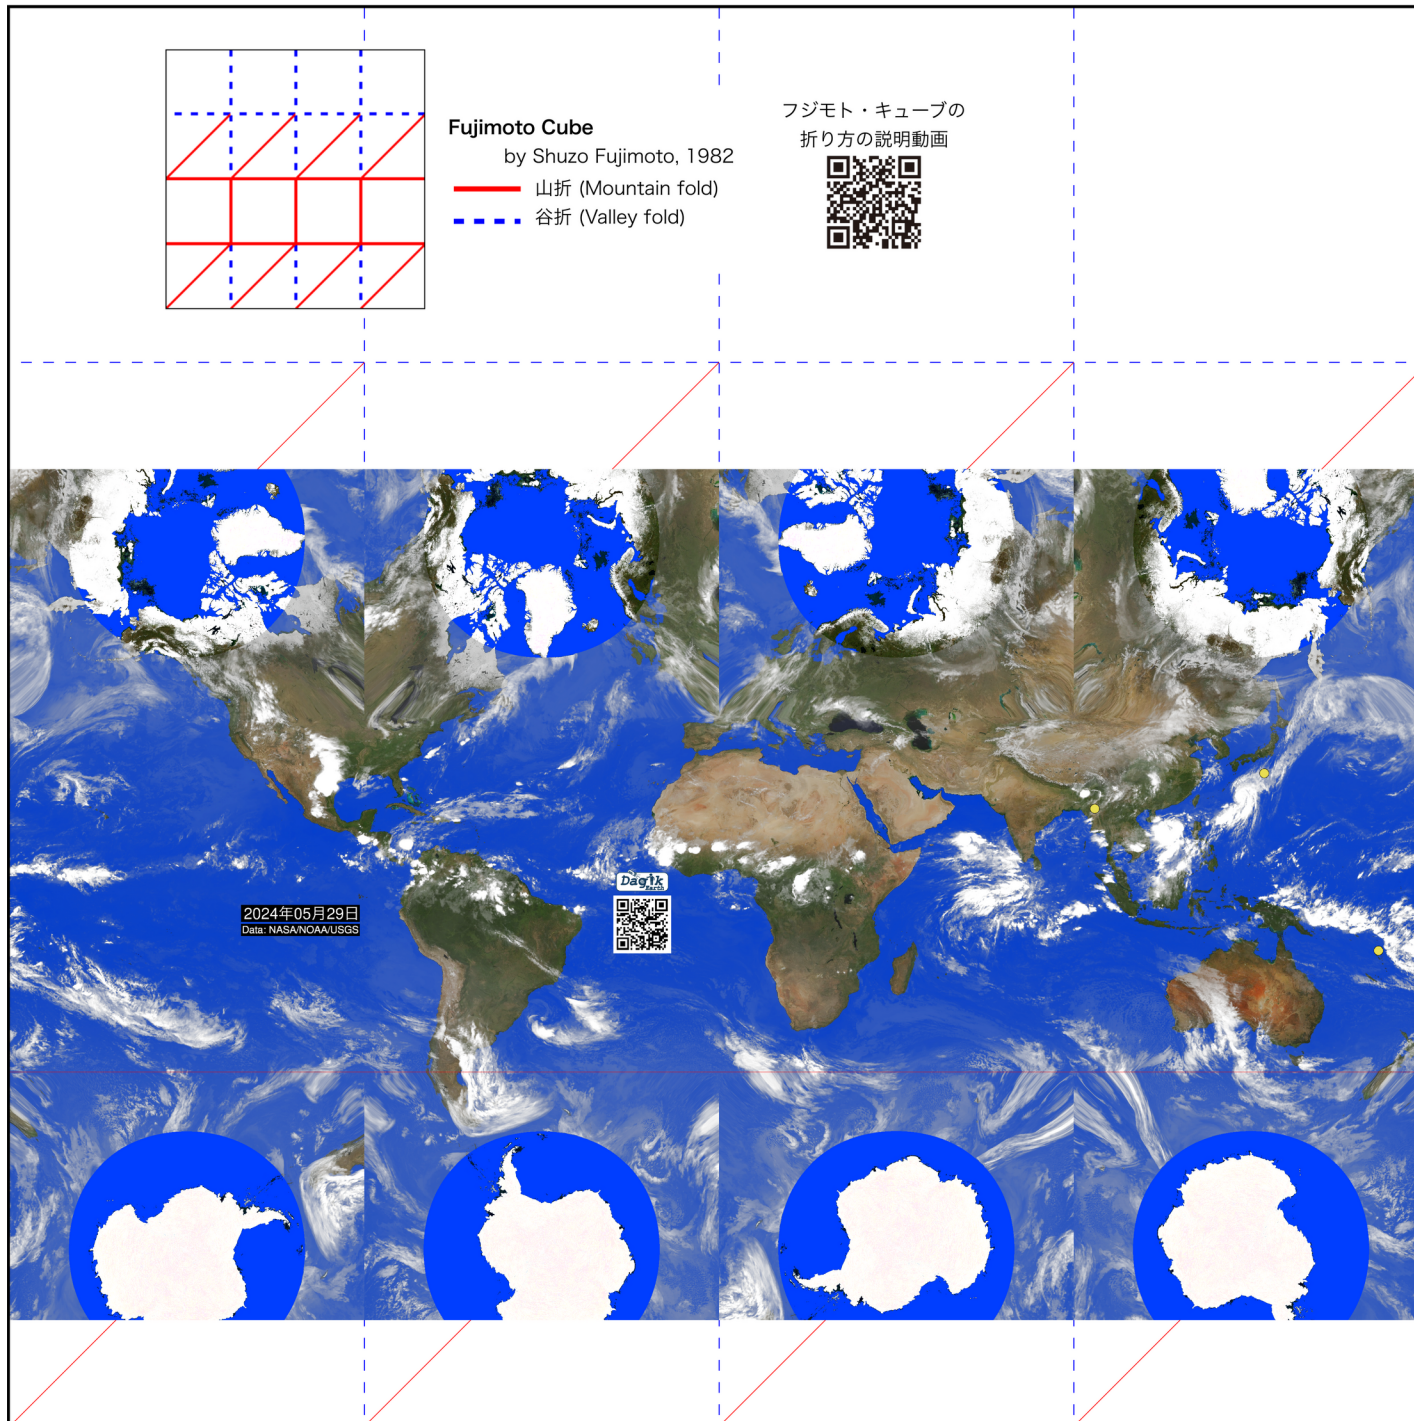 Fujimoto Cube
by Shuzo Fujimoto, 1982
山折 (Mountain fold)
谷折 (Valley fold)
フジモト・キューブの
折り方の説明動画
Dagik
Earth
2024年05月29日
Data: NASA/NOAA/USGS